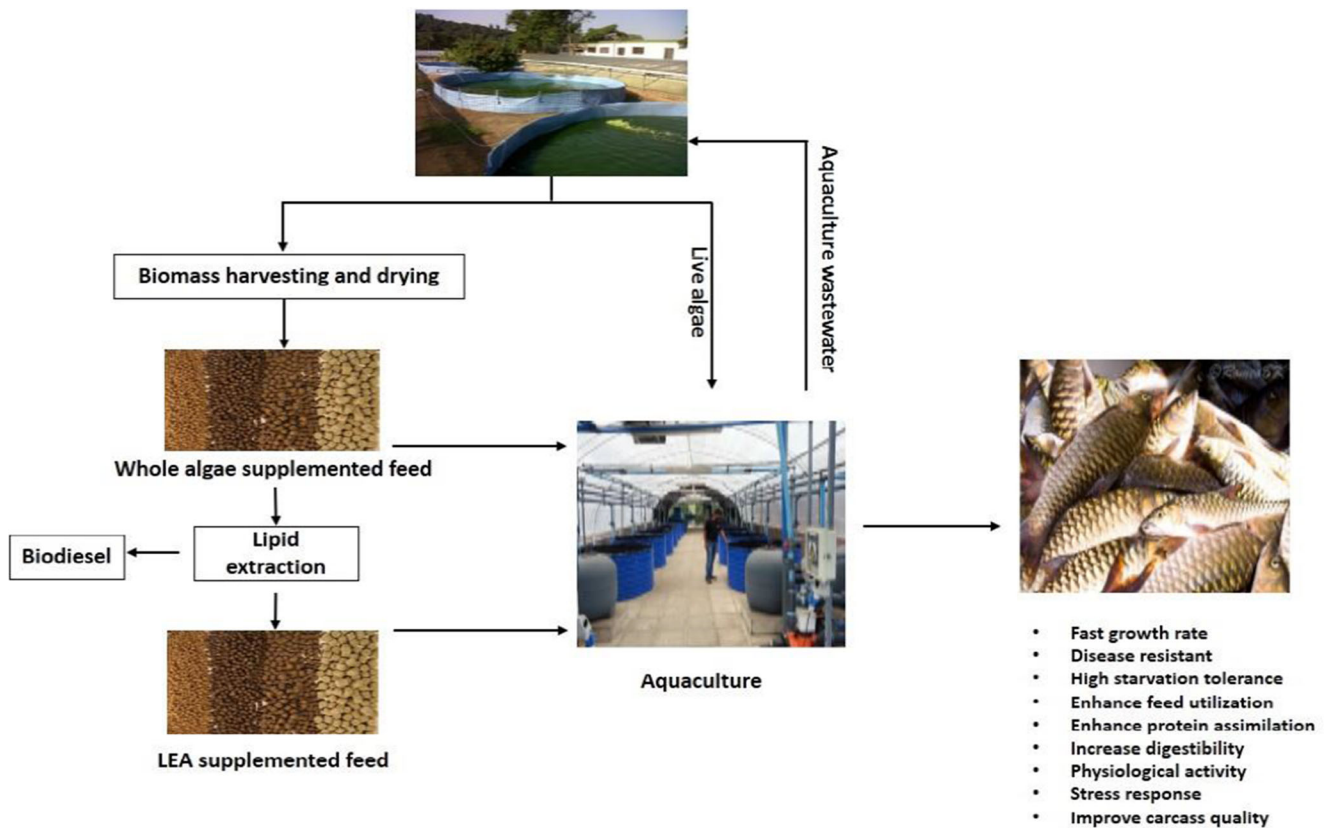 Aquaculture wastewater
Live algae
Biomass harvesting and drying
Whole algae supplemented feed
Lipid
extraction
Biodiesel
LEA supplemented feed
Aquaculture
• Fast growth rate
• Disease resistant
• High starvation tolerance
• Enhance feed utilization
• Enhance protein assimilation
• Increase digestibility
• Physiological activity
• Stress response
• Improve carcass quality